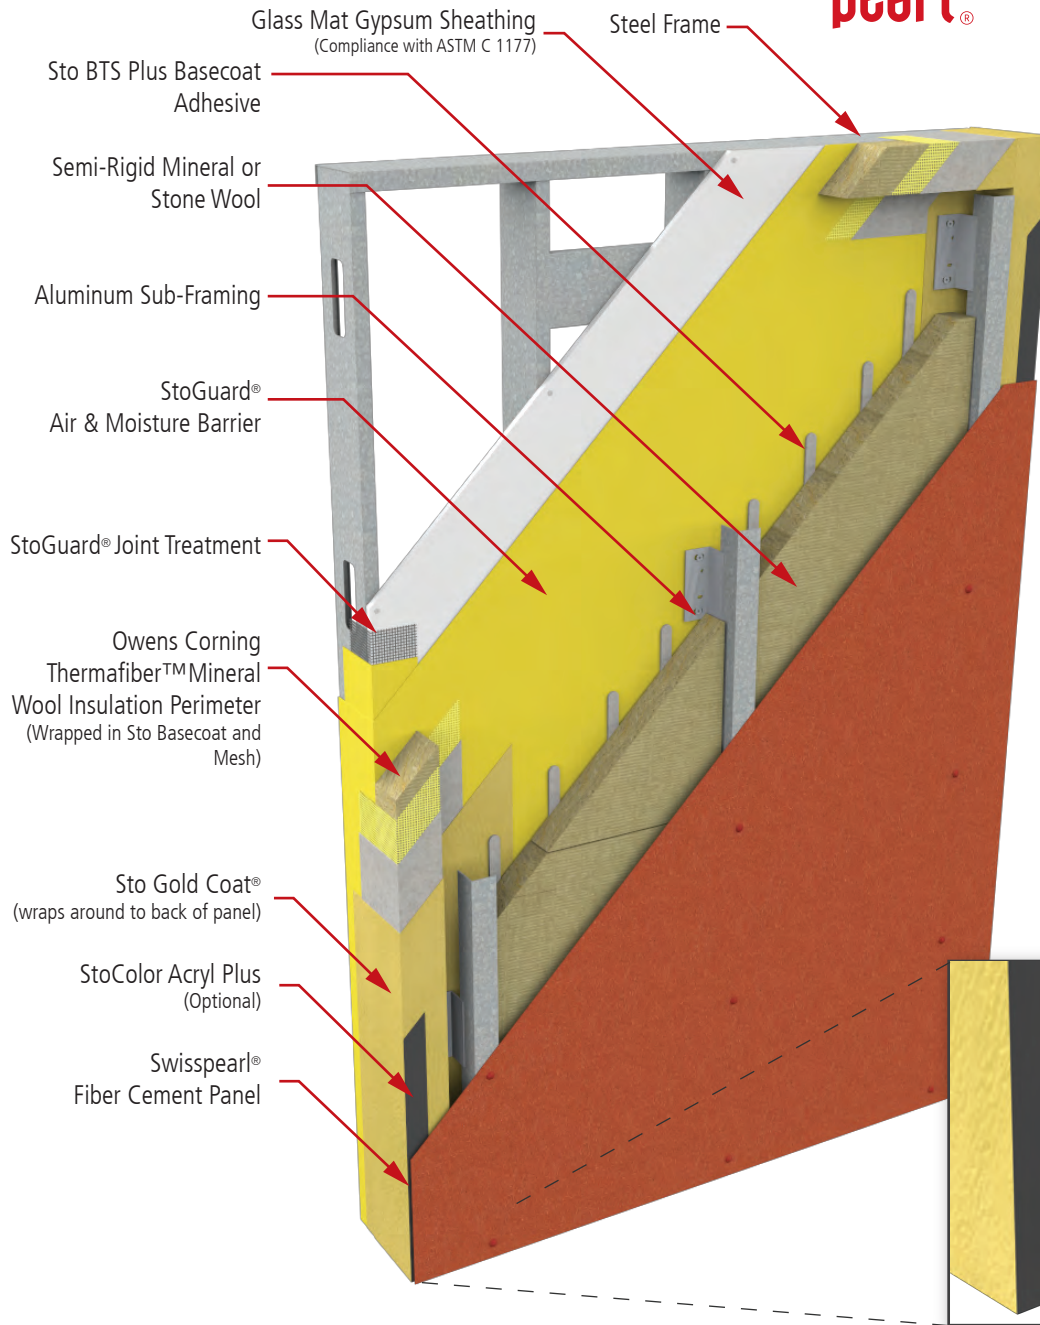 pearl®
Glass Mat Gypsum Sheathing
(Compliance with ASTM C 1177)
Steel Frame
Sto BTS Plus Basecoat
Adhesive
Semi-Rigid Mineral or
Stone Wool
Aluminum Sub-Framing
StoGuard®
Air & Moisture Barrier
StoGuard® Joint Treatment
Owens Corning
Thermafiber™ Mineral
Wool Insulation Perimeter
(Wrapped in Sto Basecoat and
Mesh)
Sto Gold Coat®
(wraps around to back of panel)
StoColor Acryl Plus
(Optional)
Swisspearl®
Fiber Cement Panel